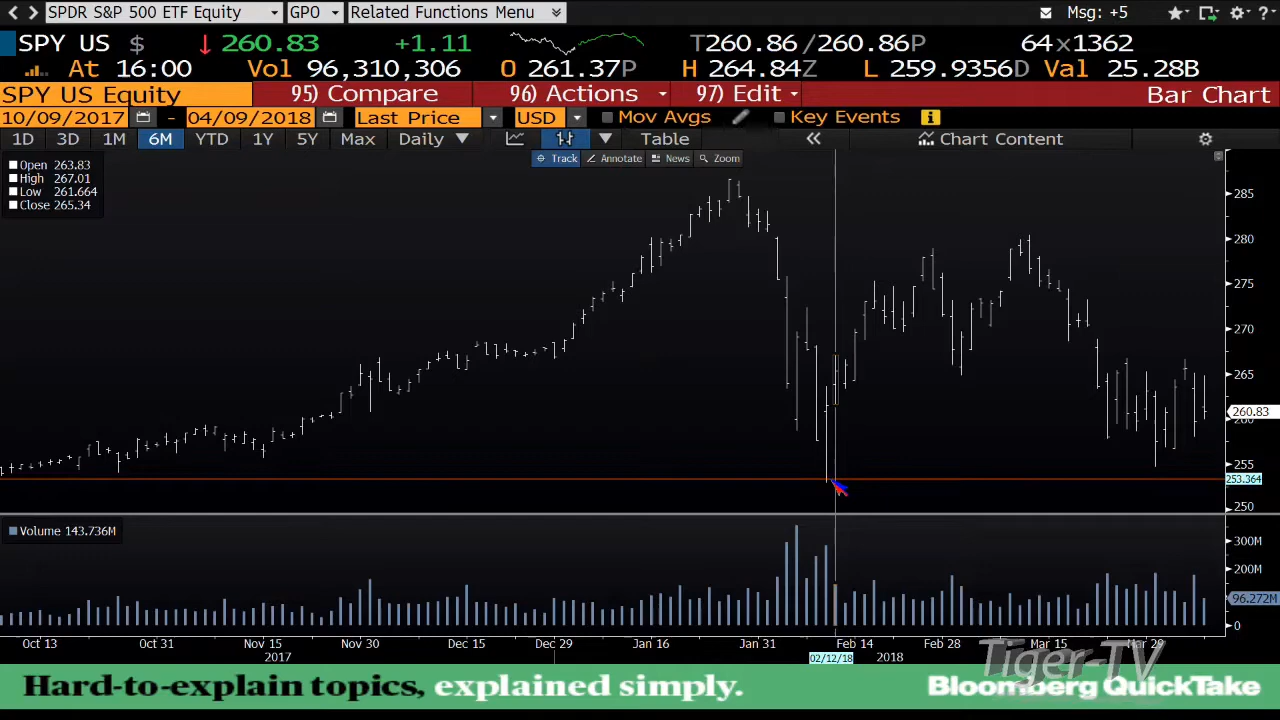 SPDR S&P 500 ETF Equity GPO Related Functions Menu Msg: +5
SPY US $ 260.83 +1.11 T260.86/260.86P 64x1362
At 16:00 Vol 96,310,306 O 261.37P H 264.84Z L 259.9356D Val 25.28B
SPY US Equity 95) Compare 96) Actions 97) Edit Bar Chart
10/09/2017 - 04/09/2018 Last Price USD Mov Avgs Key Events
1D 3D 1M 6M YTD 1Y 5Y Max Daily Table Chart Content
Track Annotate News Zoom
Open 263.83
High 267.01
Low 261.664
Close 265.34
285
280
275
270
265
260.83
260
255
253.364
250
Volume 143.736M
300M
200M
96.272M
0
Oct 13 Oct 31 Nov 15 Nov 30 Dec 15 Dec 29 Jan 16 Jan 31 Feb 14 Feb 28 Mar 15 Mar 29
2017 02/12/18 2018
Tiger-TV
Hard-to-explain topics, explained simply. Bloomberg QuickTake